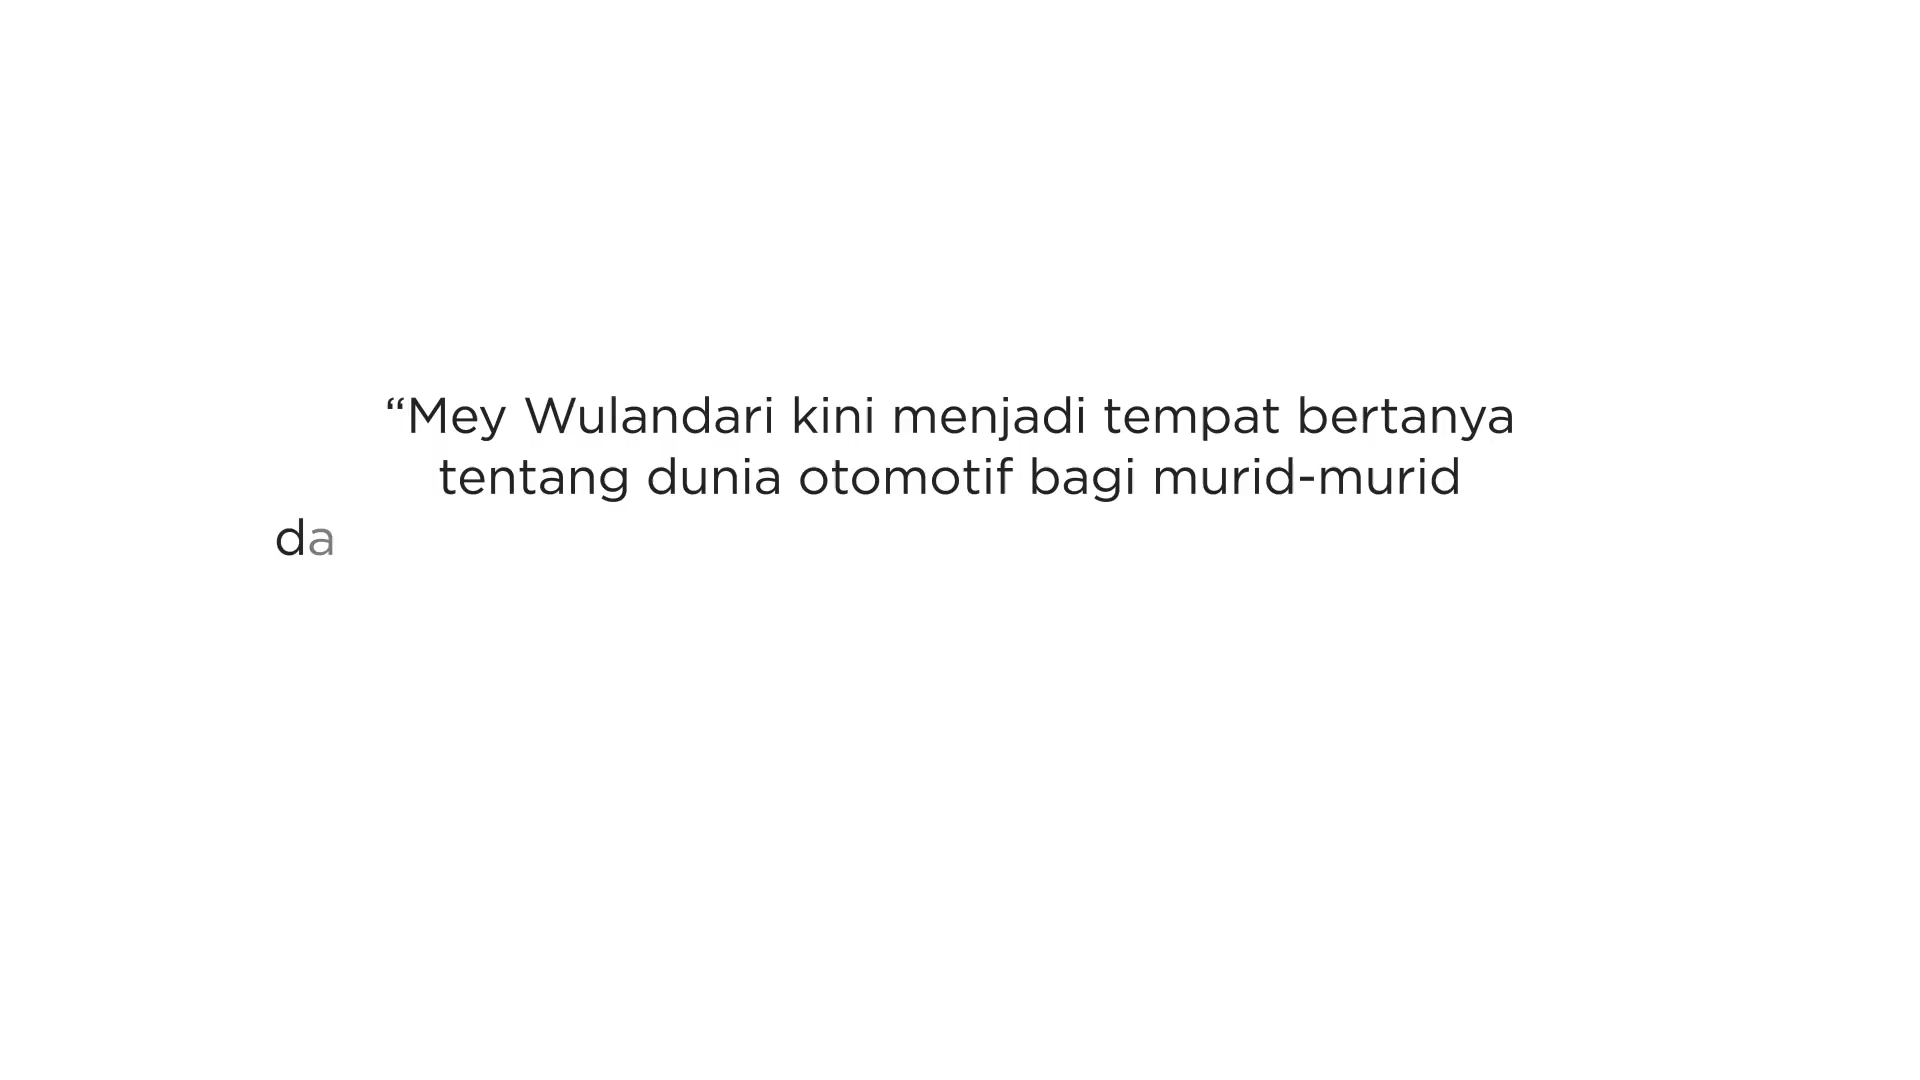 “Mey Wulandari kini menjadi tempat bertanya
tentang dunia otomotif bagi murid-murid
da